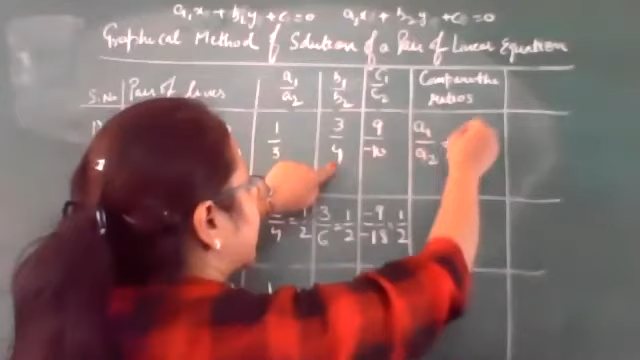 a₁x + b₁y + c₁ = 0 a₂x + b₂y + c₂ = 0
Graphical Method of Solution of a Pair of Linear Equation
S.No Pair of lines a₁/a₂ b₁/b₂ c₁/c₂ Compare the ratios
1/3 3/4 9/-10 a₁/a₂
/4 = 1/2 3/6 = 1/2 -9/-18 = 1/2